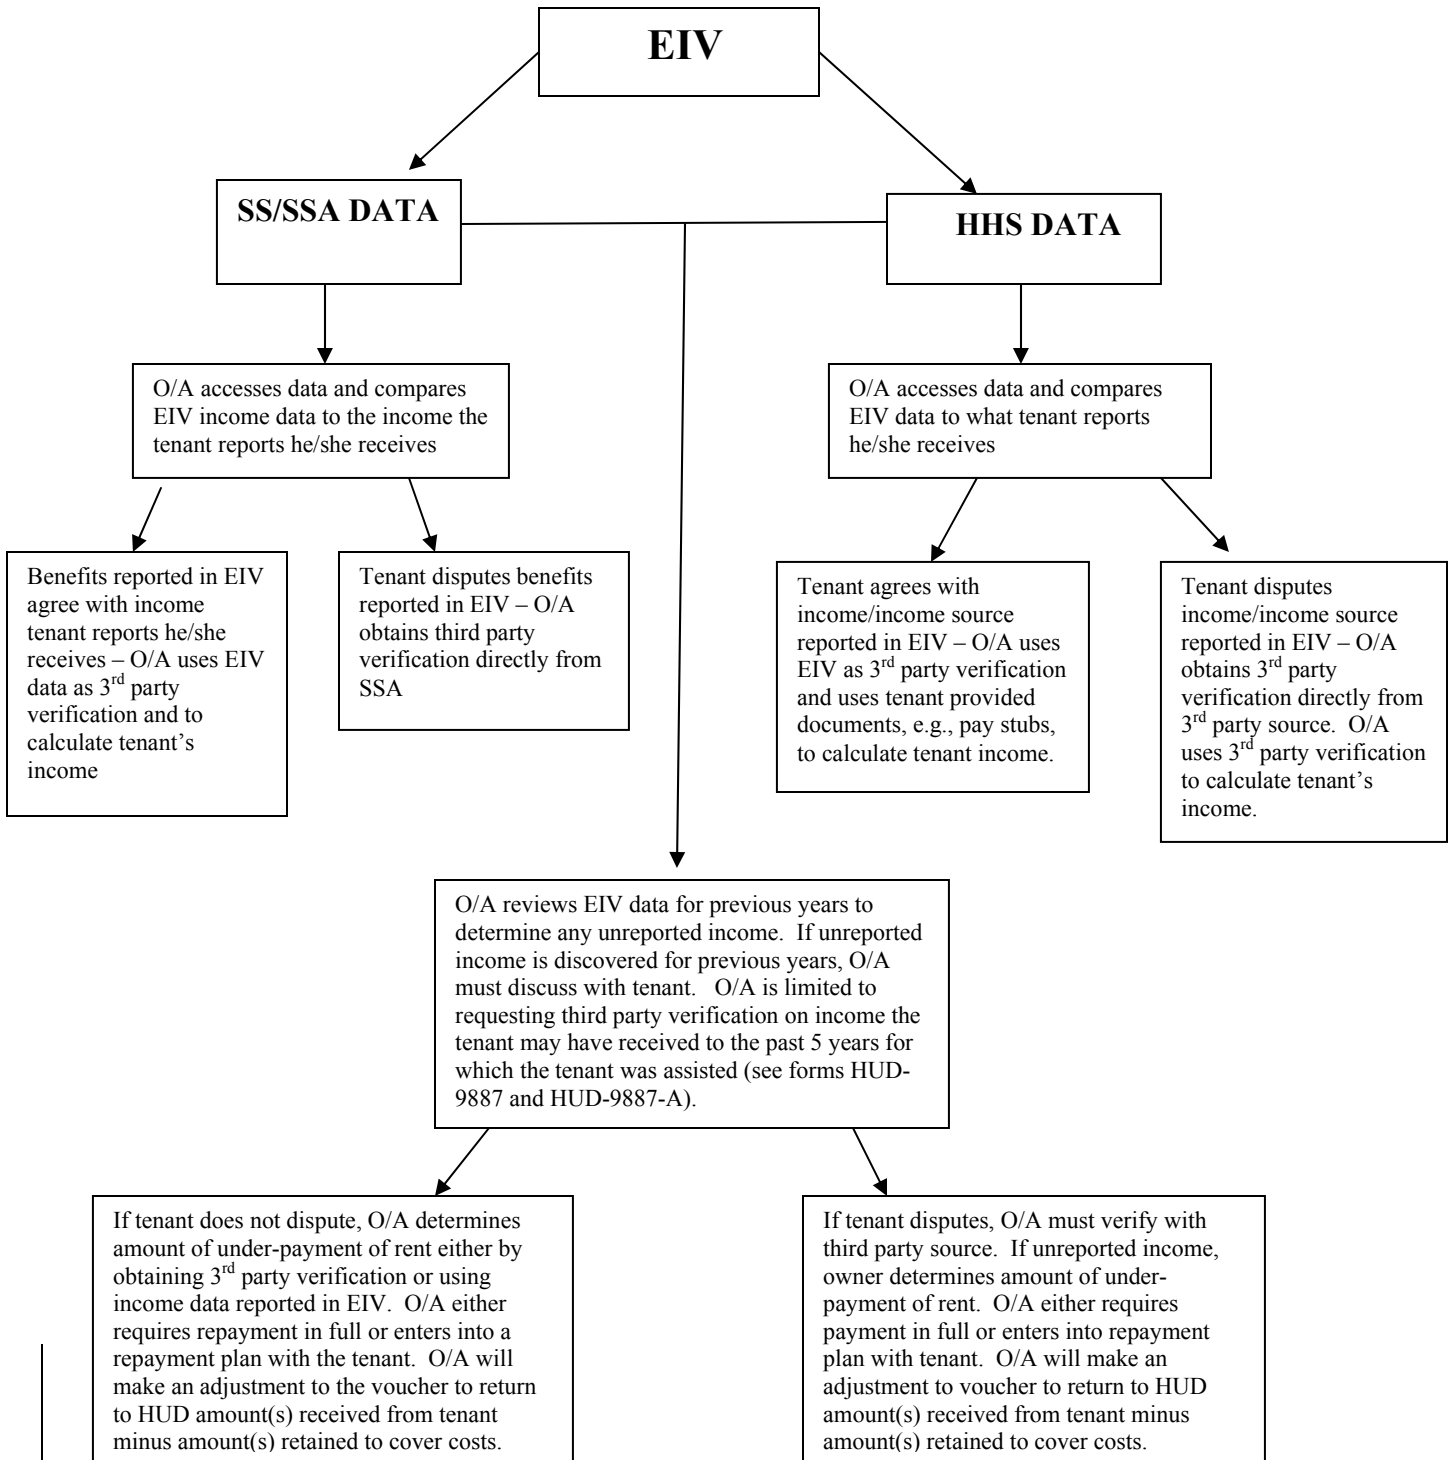 EIV
SS/SSA DATA
HHS DATA
O/A accesses data and compares
EIV income data to the income the
tenant reports he/she receives
O/A accesses data and compares
EIV data to what tenant reports
he/she receives
Benefits reported in EIV
agree with income
tenant reports he/she
receives – O/A uses EIV
data as 3rd party
verification and to
calculate tenant’s
income
Tenant disputes benefits
reported in EIV – O/A
obtains third party
verification directly from
SSA
Tenant agrees with
income/income source
reported in EIV – O/A uses
EIV as 3rd party verification
and uses tenant provided
documents, e.g., pay stubs,
to calculate tenant income.
Tenant disputes
income/income source
reported in EIV – O/A
obtains 3rd party
verification directly from
3rd party source.  O/A
uses 3rd party verification
to calculate tenant’s
income.
O/A reviews EIV data for previous years to
determine any unreported income.  If unreported
income is discovered for previous years, O/A
must discuss with tenant.   O/A is limited to
requesting third party verification on income the
tenant may have received to the past 5 years for
which the tenant was assisted (see forms HUD-
9887 and HUD-9887-A).
If tenant does not dispute, O/A determines
amount of under-payment of rent either by
obtaining 3rd party verification or using
income data reported in EIV.  O/A either
requires repayment in full or enters into a
repayment plan with the tenant.  O/A will
make an adjustment to the voucher to return
to HUD amount(s) received from tenant
minus amount(s) retained to cover costs.
If tenant disputes, O/A must verify with
third party source.  If unreported income,
owner determines amount of under-
payment of rent.  O/A either requires
payment in full or enters into repayment
plan with tenant.  O/A will make an
adjustment to voucher to return to HUD
amount(s) received from tenant minus
amount(s) retained to cover costs.